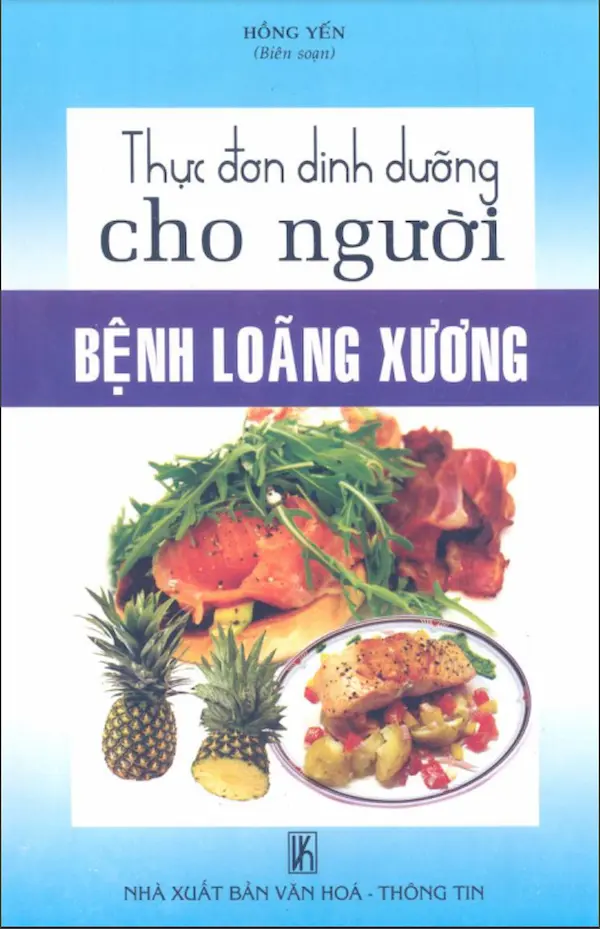 HỒNG YẾN
(Biên soạn)
Thực đơn dinh dưỡng
cho người
BỆNH LOÃNG XƯƠNG
NHÀ XUẤT BẢN VĂN HOÁ - THÔNG TIN